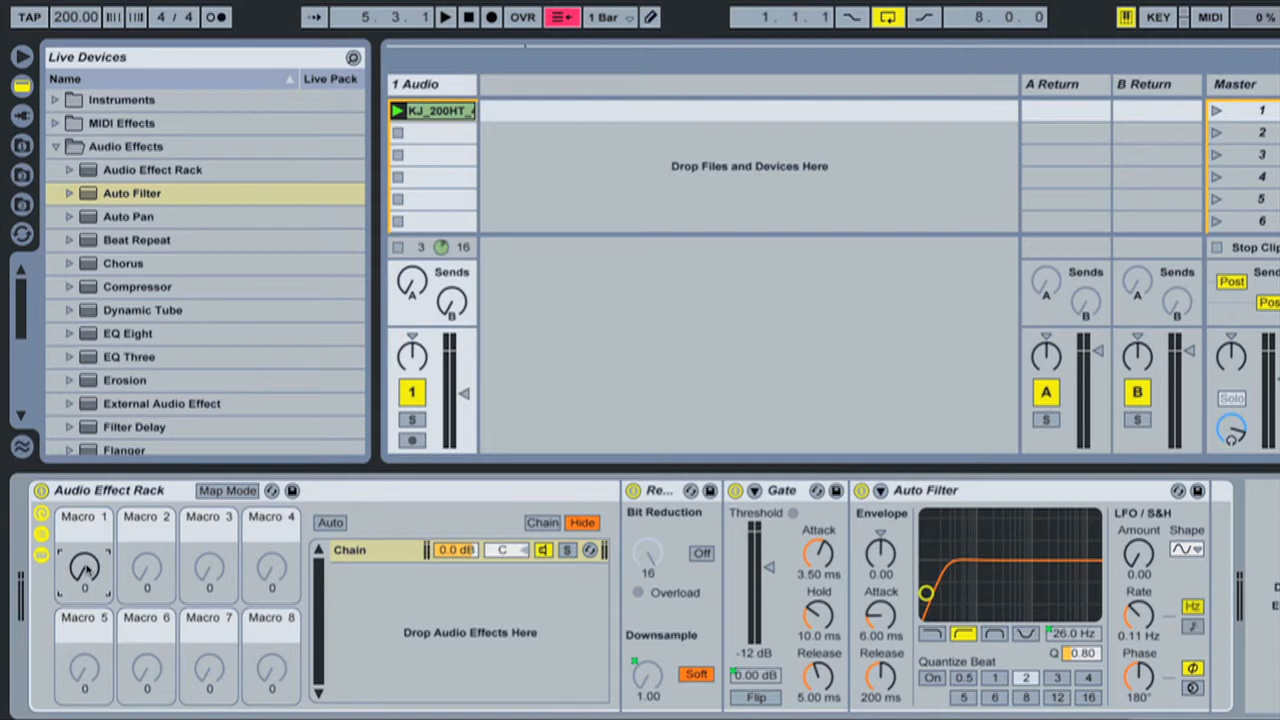 TAP 200.00 4 / 4 5 . 3 . 1 OVR 1 Bar 1 . 1 . 1 8 . 0 . 0 KEY MIDI 0 %
Live Devices
Name Live Pack
Instruments
MIDI Effects
Audio Effects
Audio Effect Rack
Auto Filter
Auto Pan
Beat Repeat
Chorus
Compressor
Dynamic Tube
EQ Eight
EQ Three
Erosion
External Audio Effect
Filter Delay
Flanger
1 Audio A Return B Return Master
KJ_200HT_4 1
2
Drop Files and Devices Here
3
4
5
6
3 16 Stop Clip
Sends Sends Sends Send
Post
A B A B A B Post
1 A B Solo
S S S
Audio Effect Rack Map Mode
Macro 1 Macro 2 Macro 3 Macro 4
0 0 0 0
Macro 5 Macro 6 Macro 7 Macro 8
0 0 0 0
Auto Chain Hide
Chain 0.0 dB C S
Drop Audio Effects Here
Re...
Bit Reduction
16 Off
Overload
Downsample
Soft
1.00
Gate
Threshold
Attack
3.50 ms
Hold
10.0 ms
-12 dB Release
0.00 dB
Flip 5.00 ms
Auto Filter
Envelope
0.00
Attack
6.00 ms
Release
200 ms
26.0 Hz
Q 0.80
Quantize Beat
On 0.5 1 2 3 4
5 6 8 12 16
LFO / S&H
Amount Shape
0.00
Rate
Hz
0.11 Hz
Phase
180°